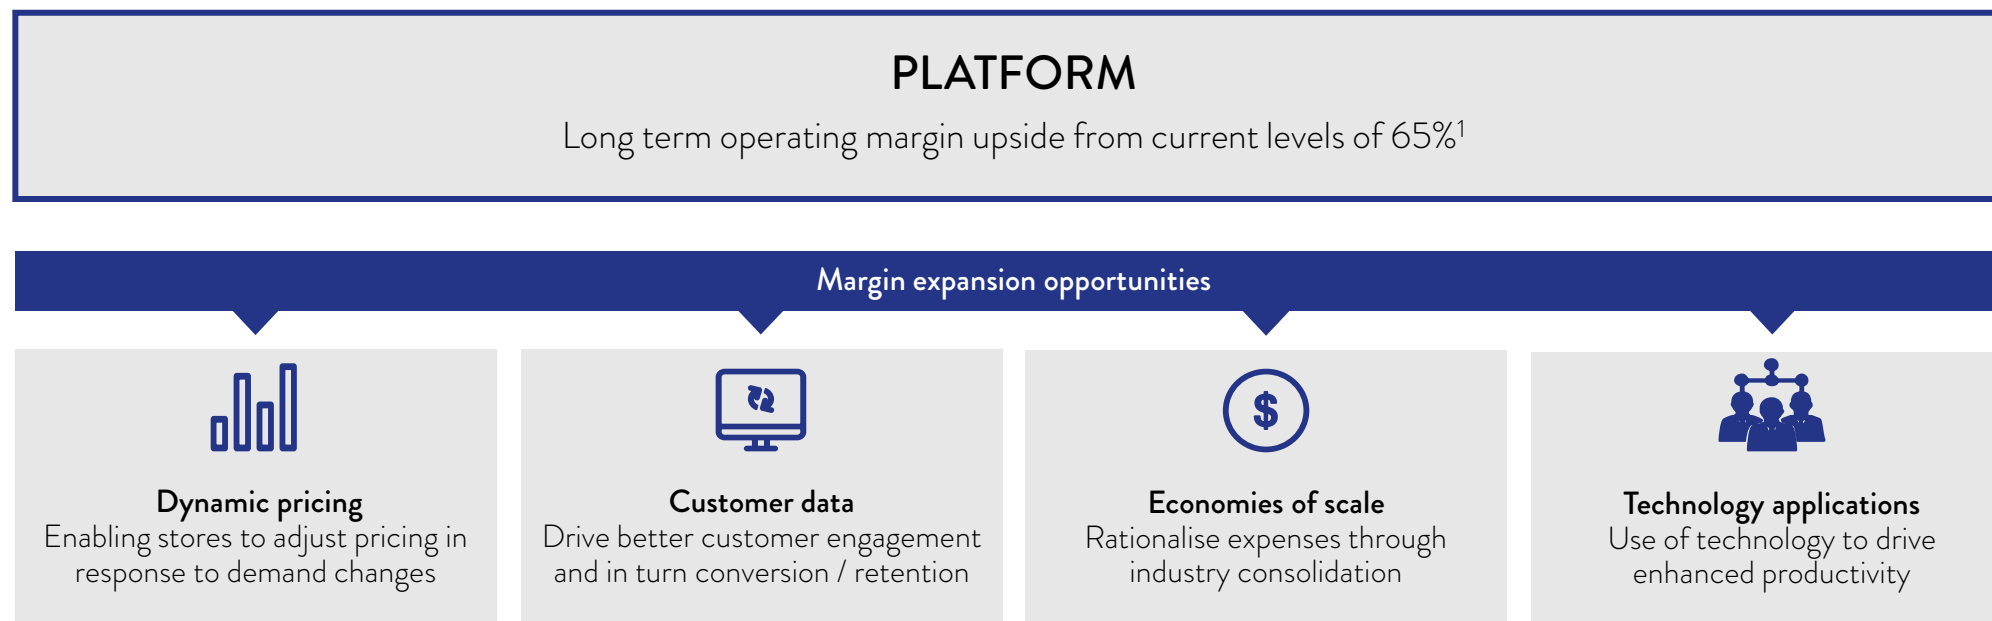 PLATFORM
Long term operating margin upside from current levels of 65%¹
Margin expansion opportunities
Dynamic pricing
Enabling stores to adjust pricing in
response to demand changes
Customer data
Drive better customer engagement
and in turn conversion / retention
$
Economies of scale
Rationalise expenses through
industry consolidation
Technology applications
Use of technology to drive
enhanced productivity